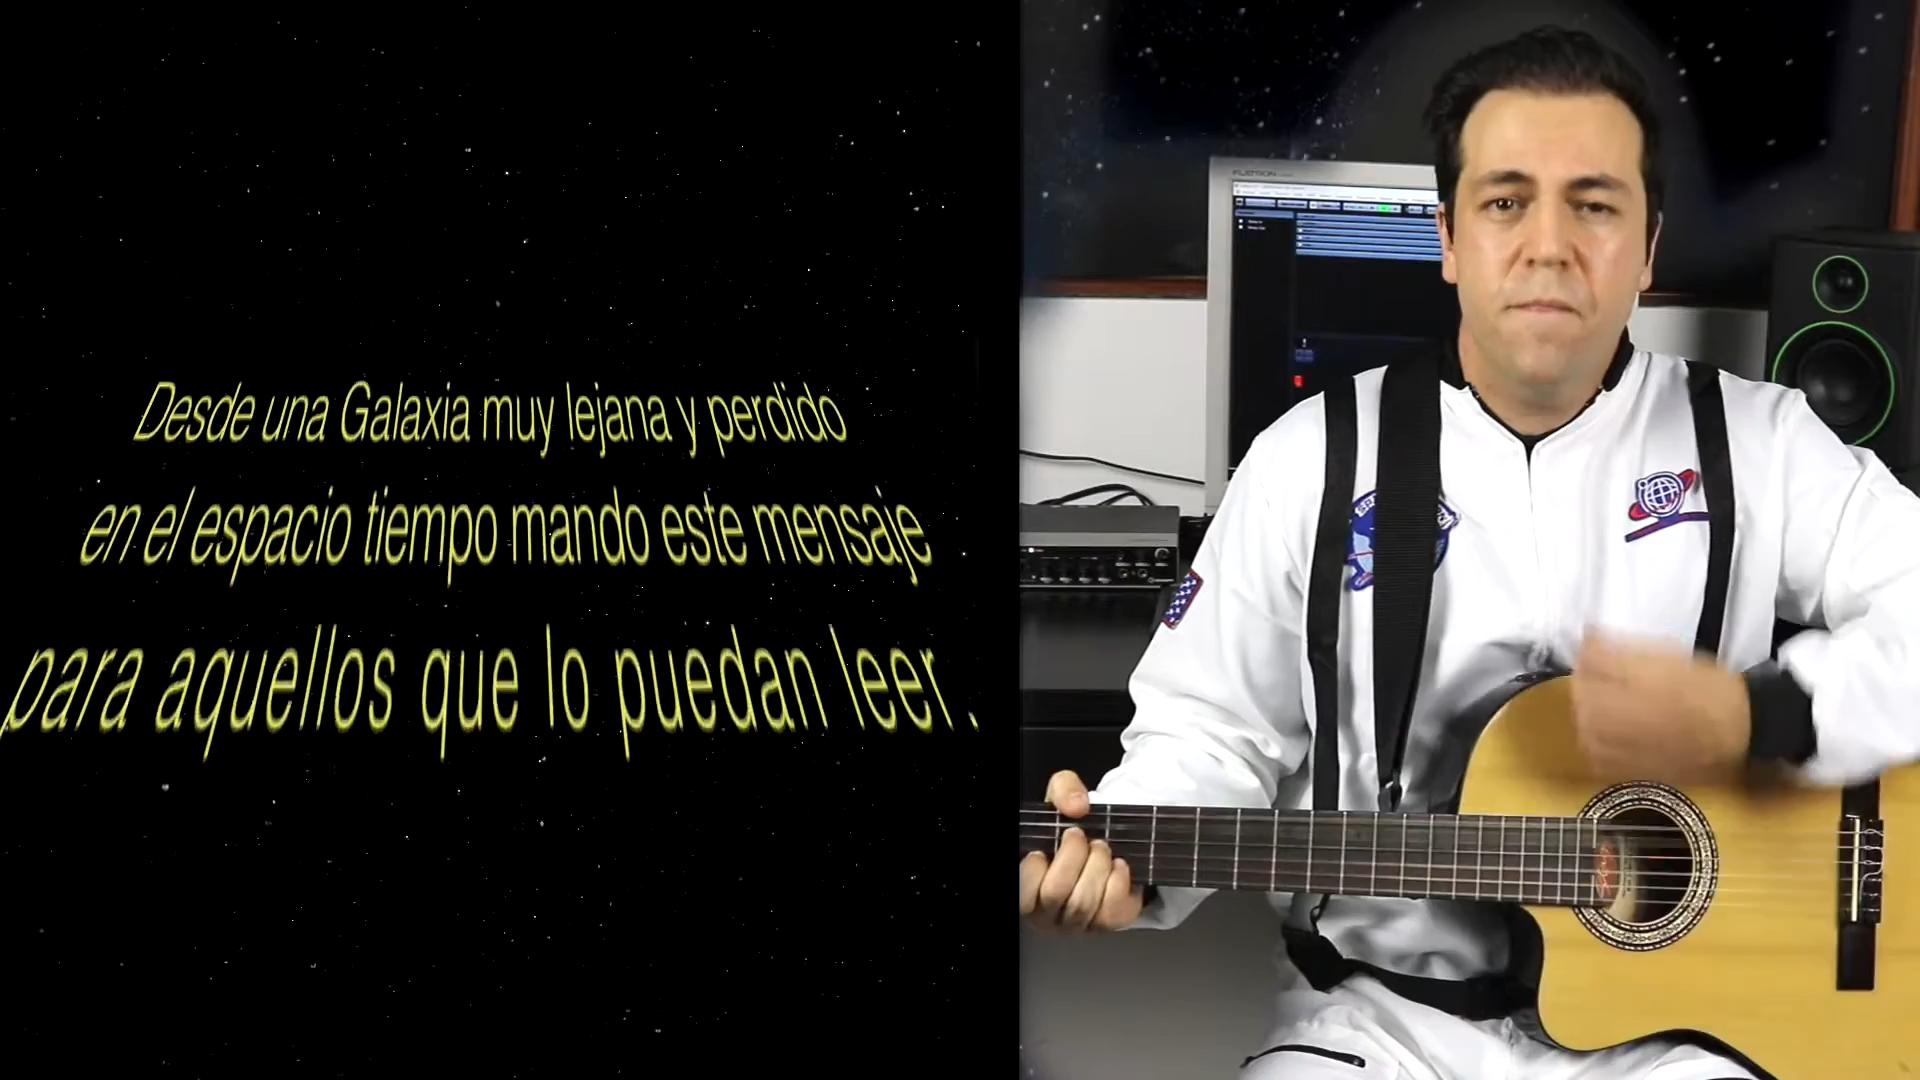 Desde una Galaxia muy lejana y perdido
en el espacio tiempo mando este mensaje
para aquellos que lo puedan leer.